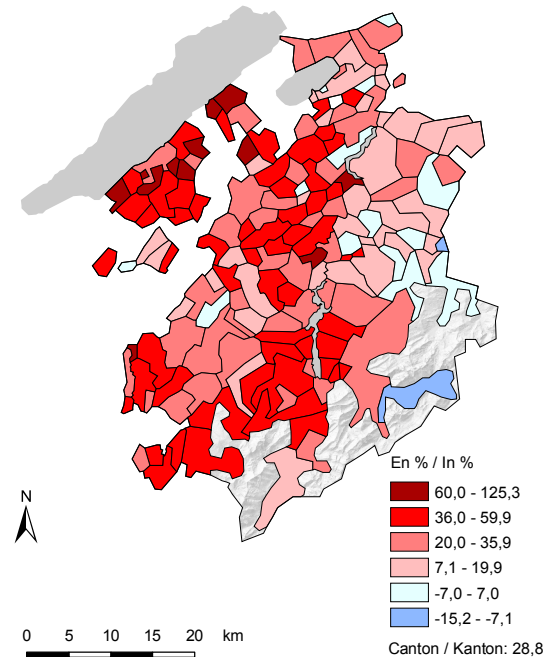 N
En % / In %
60,0 - 125,3
36,0 - 59,9
20,0 - 35,9
7,1 - 19,9
-7,0 - 7,0
-15,2 - -7,1
0 5 10 15 20 km
Canton / Kanton: 28,8